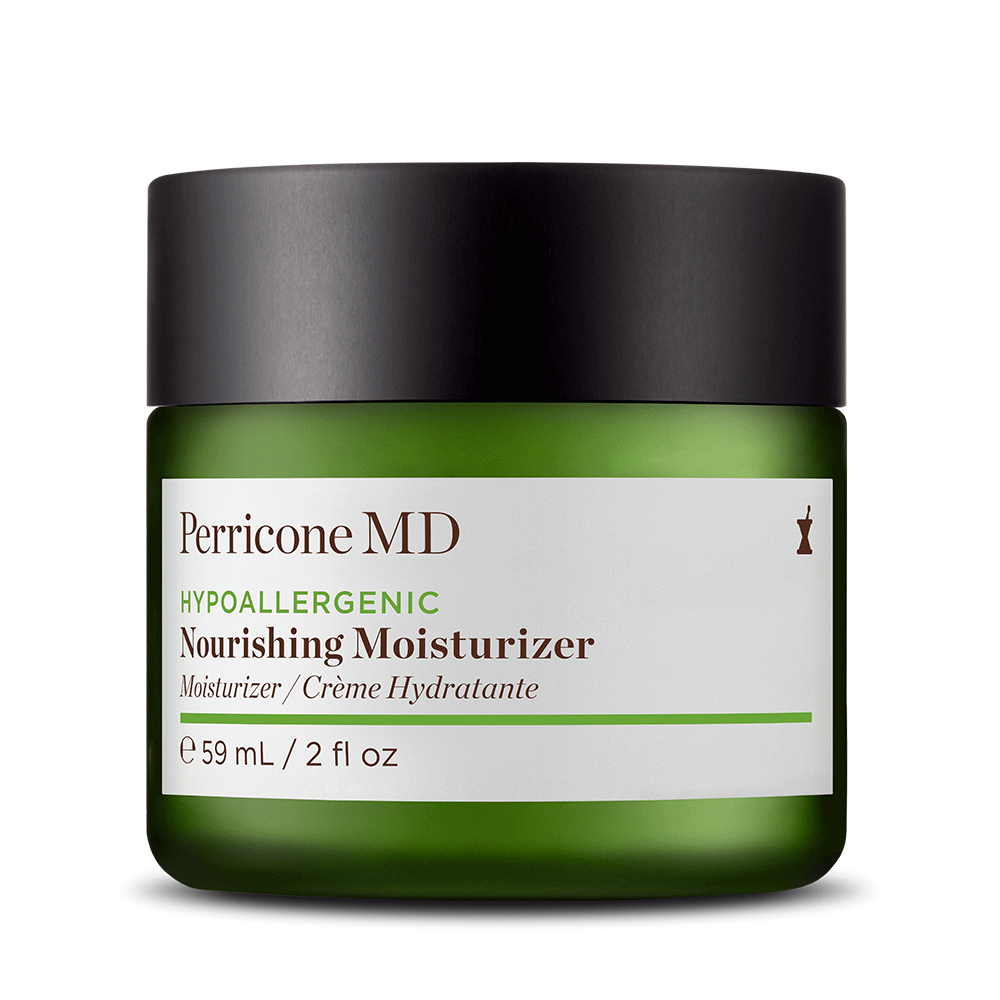 Perricone MD
HYPOALLERGENIC
Nourishing Moisturizer
Moisturizer / Crème Hydratante
℮ 59 mL / 2 fl oz